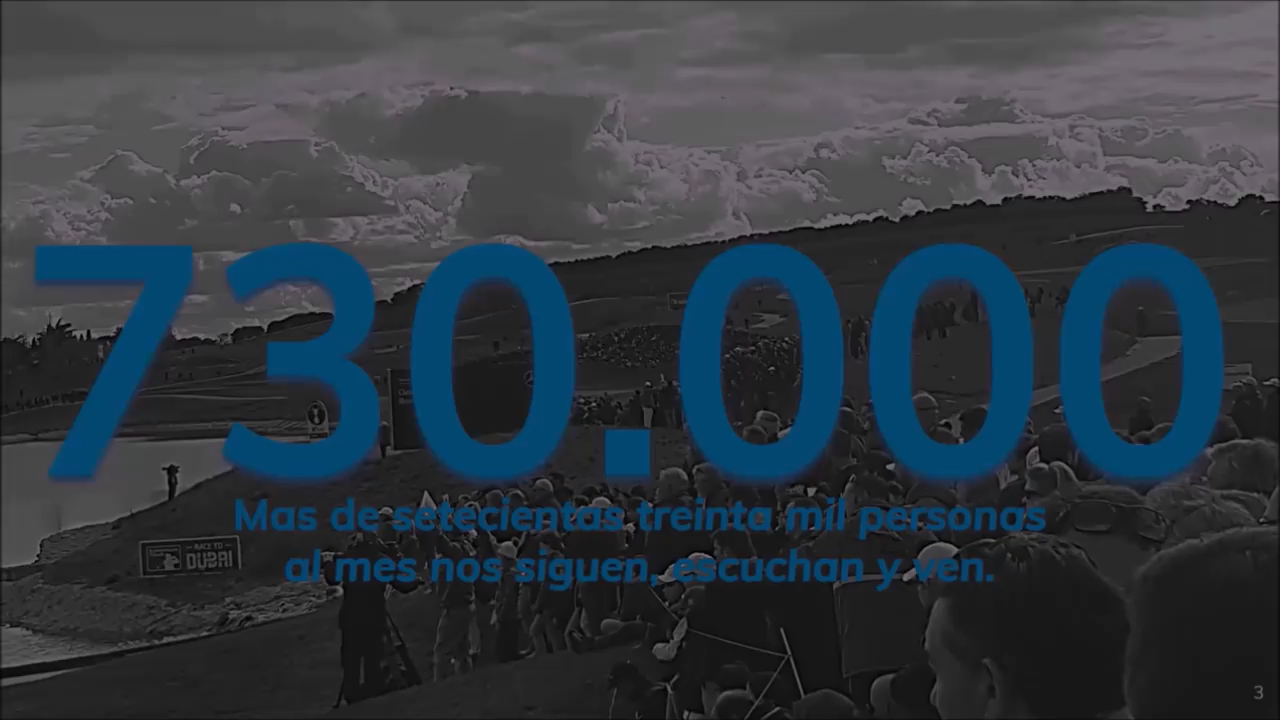 730.000
Mas de setecientas treinta mil personas
al mes nos siguen, escuchan y ven.
RACE TO
DUBAI
3